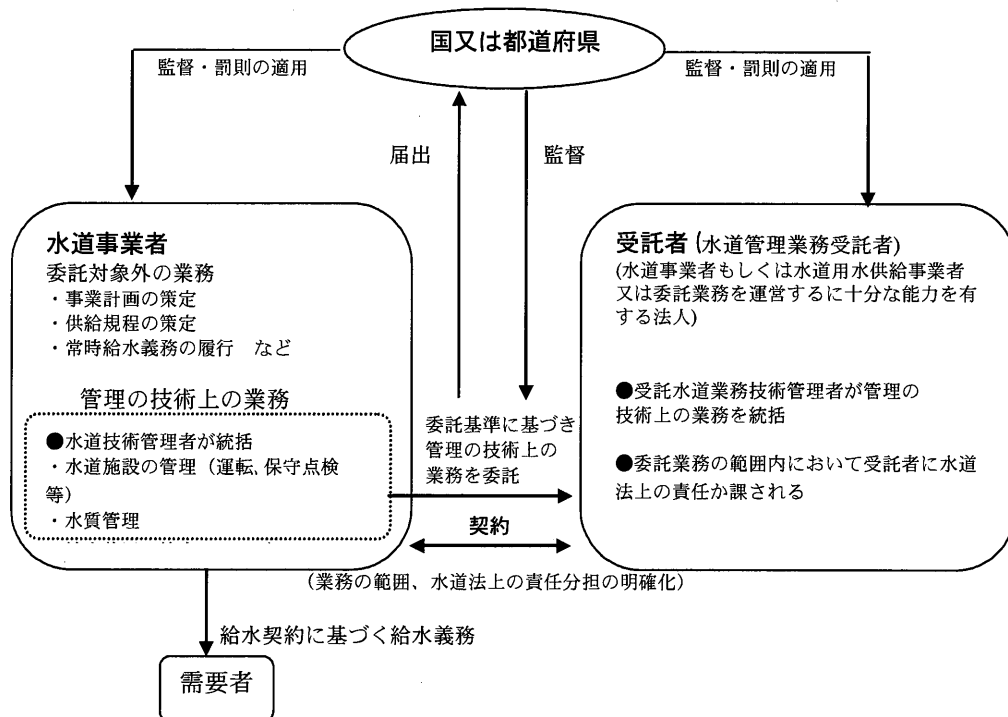 国又は都道府県
監督・罰則の適用
監督・罰則の適用
届出
監督
水道事業者
委託対象外の業務
・事業計画の策定
・供給規程の策定
・常時給水義務の履行　など
管理の技術上の業務
●水道技術管理者が統括
・水道施設の管理（運転、保守点検
等）
・水質管理
委託基準に基づき
管理の技術上の
業務を委託
契約
(業務の範囲、水道法上の責任分担の明確化)
受託者 (水道管理業務受託者)
(水道事業者もしくは水道用水供給事業者
又は委託業務を運営するに十分な能力を有
する法人)
●受託水道業務技術管理者が管理の
技術上の業務を統括
●委託業務の範囲内において受託者に水道
法上の責任か課される
給水契約に基づく給水義務
需要者